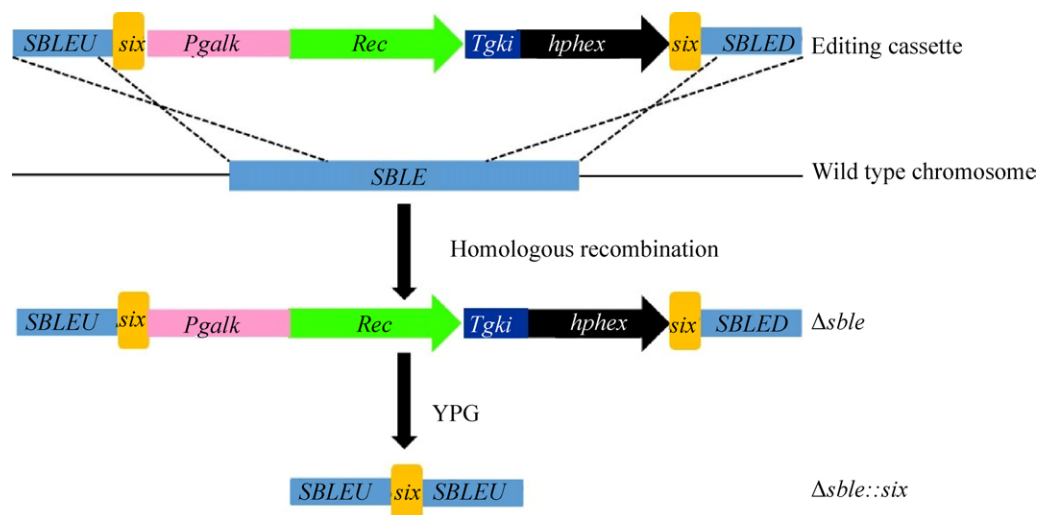 SBLEU six Pgalk Rec Tgki hphex six SBLED Editing cassette
SBLE Wild type chromosome
Homologous recombination
SBLEU six Pgalk Rec Tgki hphex six SBLED Δsble
YPG
SBLEU six SBLEU Δsble::six